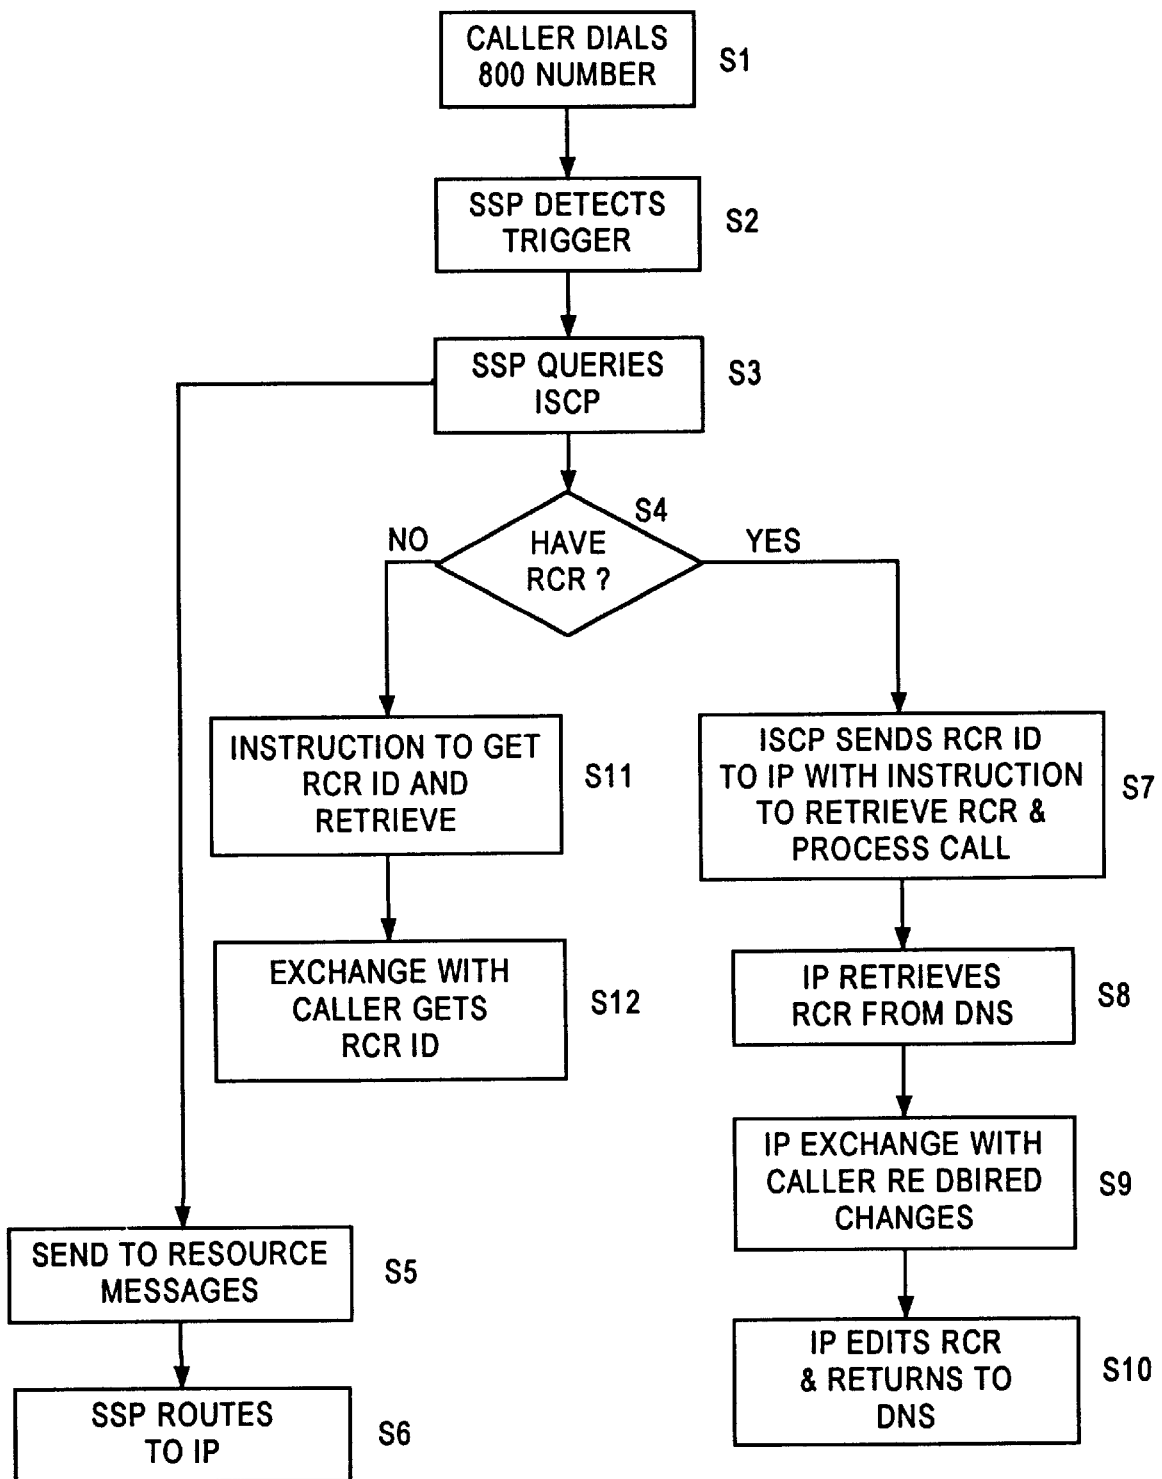 CALLER DIALS
800 NUMBER
S1
SSP DETECTS
TRIGGER
S2
SSP QUERIES
ISCP
S3
S4
HAVE
RCR ?
NO
YES
INSTRUCTION TO GET
RCR ID AND
RETRIEVE
S11
ISCP SENDS RCR ID
TO IP WITH INSTRUCTION
TO RETRIEVE RCR &
PROCESS CALL
S7
EXCHANGE WITH
CALLER GETS
RCR ID
S12
IP RETRIEVES
RCR FROM DNS
S8
IP EXCHANGE WITH
CALLER RE DBIRED
CHANGES
S9
SEND TO RESOURCE
MESSAGES
S5
IP EDITS RCR
& RETURNS TO
DNS
S10
SSP ROUTES
TO IP
S6